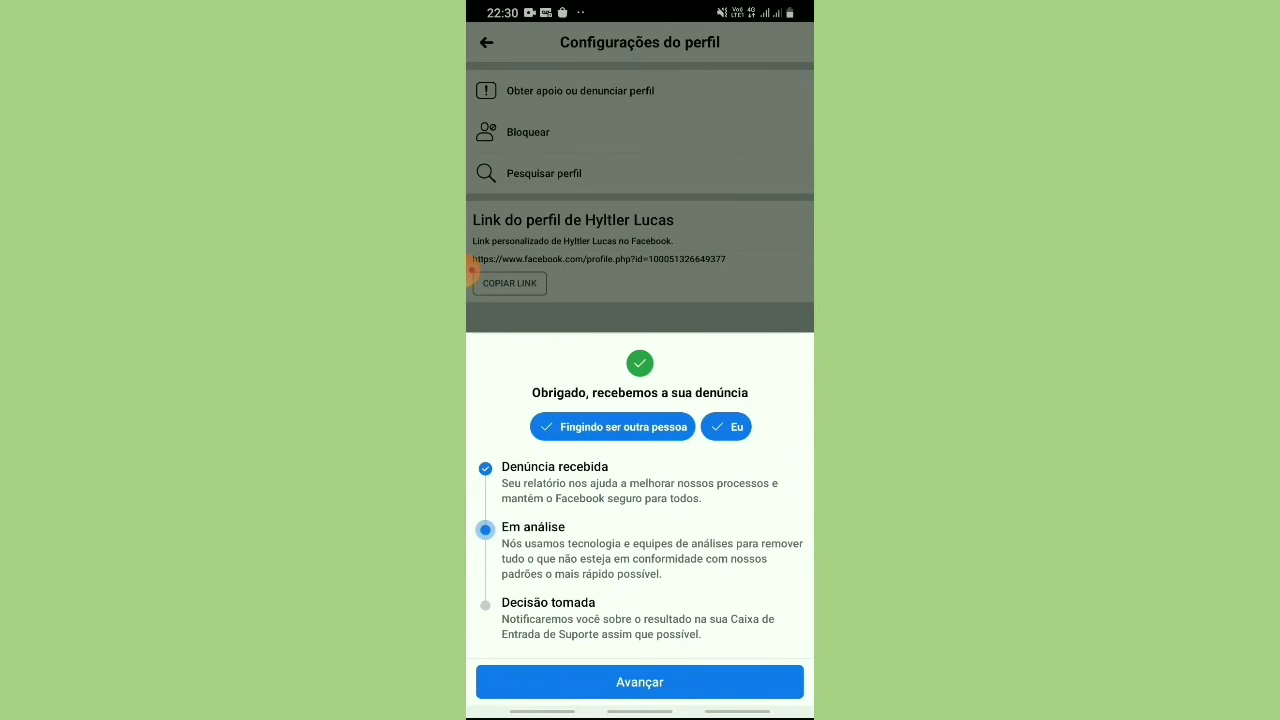 22:30
Configurações do perfil
Obter apoio ou denunciar perfil
Bloquear
Pesquisar perfil
Link do perfil de Hyltler Lucas
Link personalizado de Hyltler Lucas no Facebook.
https://www.facebook.com/profile.php?id=100051326649377
COPIAR LINK
Obrigado, recebemos a sua denúncia
Fingindo ser outra pessoa Eu
Denúncia recebida
Seu relatório nos ajuda a melhorar nossos processos e
mantém o Facebook seguro para todos.
Em análise
Nós usamos tecnologia e equipes de análises para remover
tudo o que não esteja em conformidade com nossos
padrões o mais rápido possível.
Decisão tomada
Notificaremos você sobre o resultado na sua Caixa de
Entrada de Suporte assim que possível.
Avançar